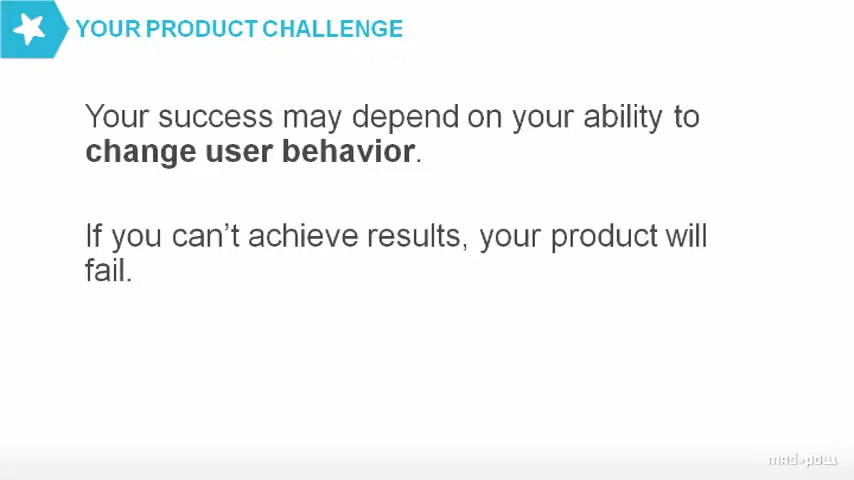 YOUR PRODUCT CHALLENGE
Your success may depend on your ability to
change user behavior.
If you can’t achieve results, your product will
fail.
mad*pow